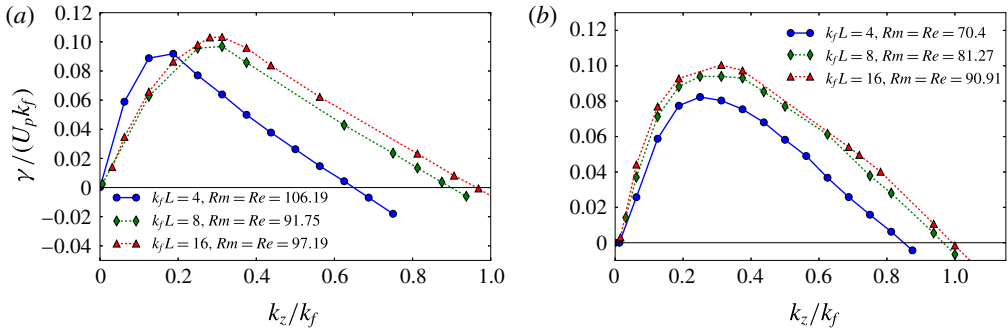 (a)
0.10
0.08
0.06
0.04
0.02
0
−0.02
−0.04
γ/(U_p k_f)
k_f L = 4, Rm = Re = 106.19
k_f L = 8, Rm = Re = 91.75
k_f L = 16, Rm = Re = 97.19
0 0.2 0.4 0.6 0.8 1.0
k_z/k_f
(b)
0.12
0.10
0.08
0.06
0.04
0.02
0
k_f L = 4, Rm = Re = 70.4
k_f L = 8, Rm = Re = 81.27
k_f L = 16, Rm = Re = 90.91
0 0.2 0.4 0.6 0.8 1.0
k_z/k_f